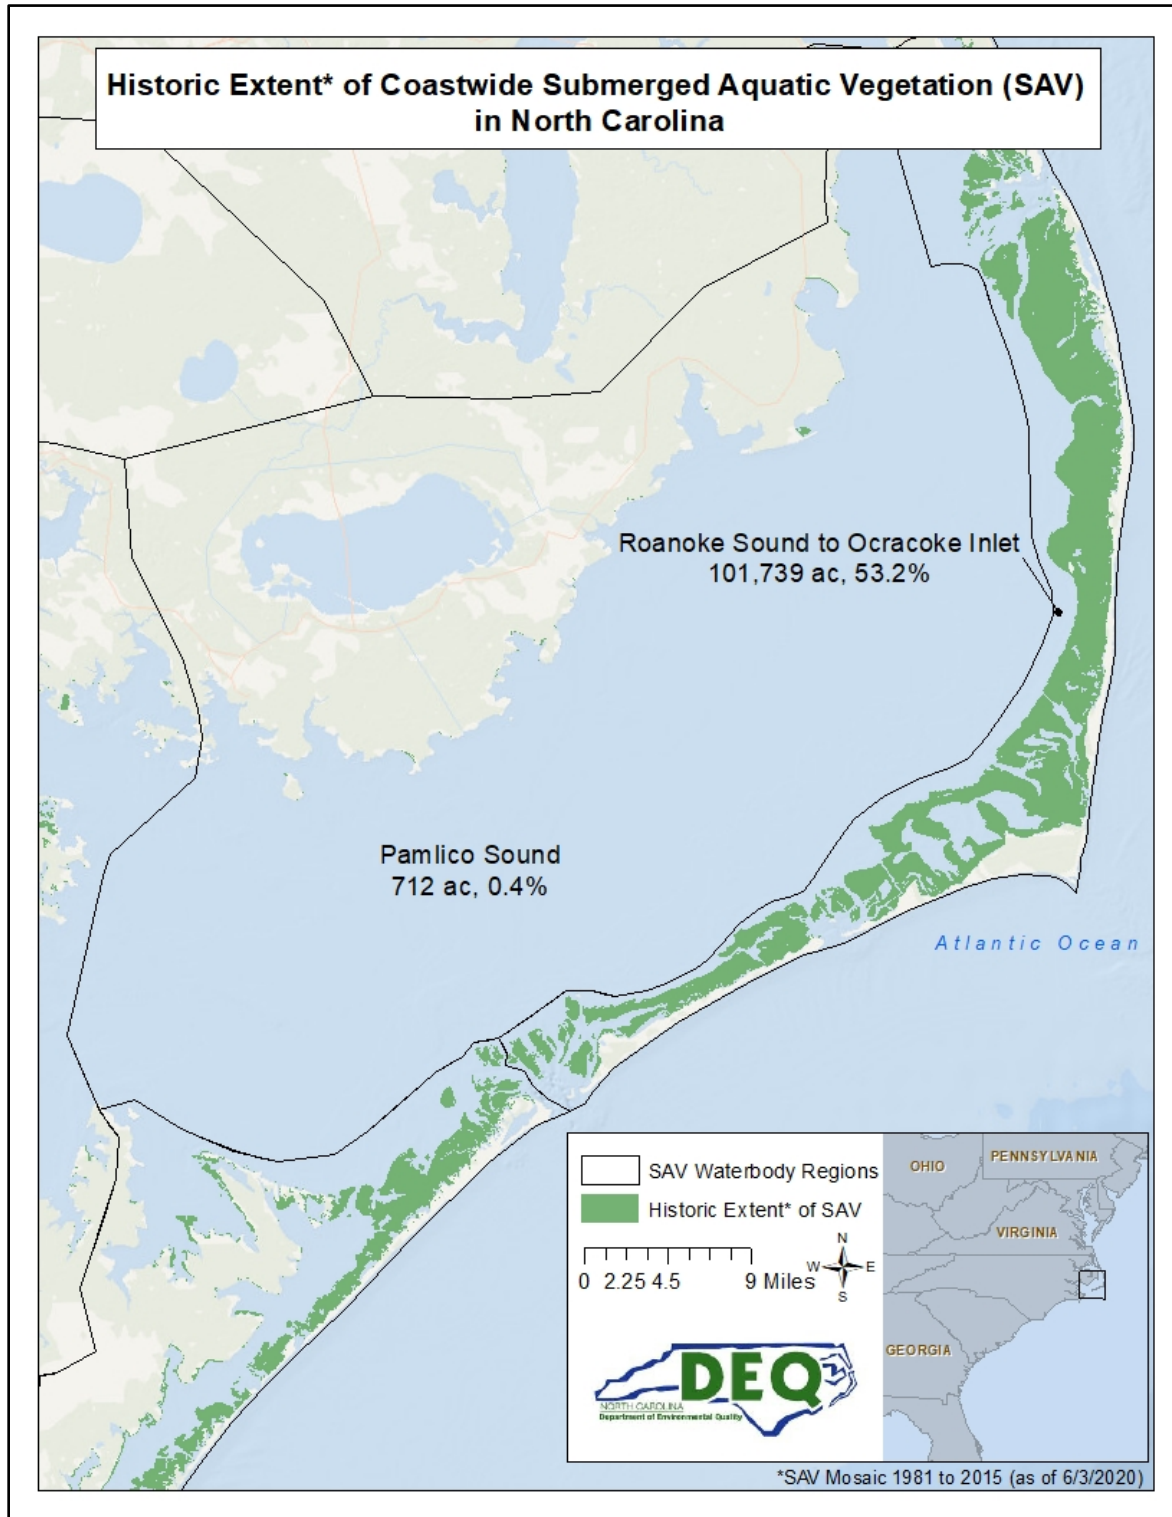 Historic Extent* of Coastwide Submerged Aquatic Vegetation (SAV)
in North Carolina
Roanoke Sound to Ocracoke Inlet
101,739 ac, 53.2%
Pamlico Sound
712 ac, 0.4%
Atlantic Ocean
SAV Waterbody Regions
Historic Extent* of SAV
0 2.25 4.5 9 Miles
N
W E
S
DEQ
NORTH CAROLINA
Department of Environmental Quality
OHIO
PENNSYLVANIA
VIRGINIA
GEORGIA
*SAV Mosaic 1981 to 2015 (as of 6/3/2020)